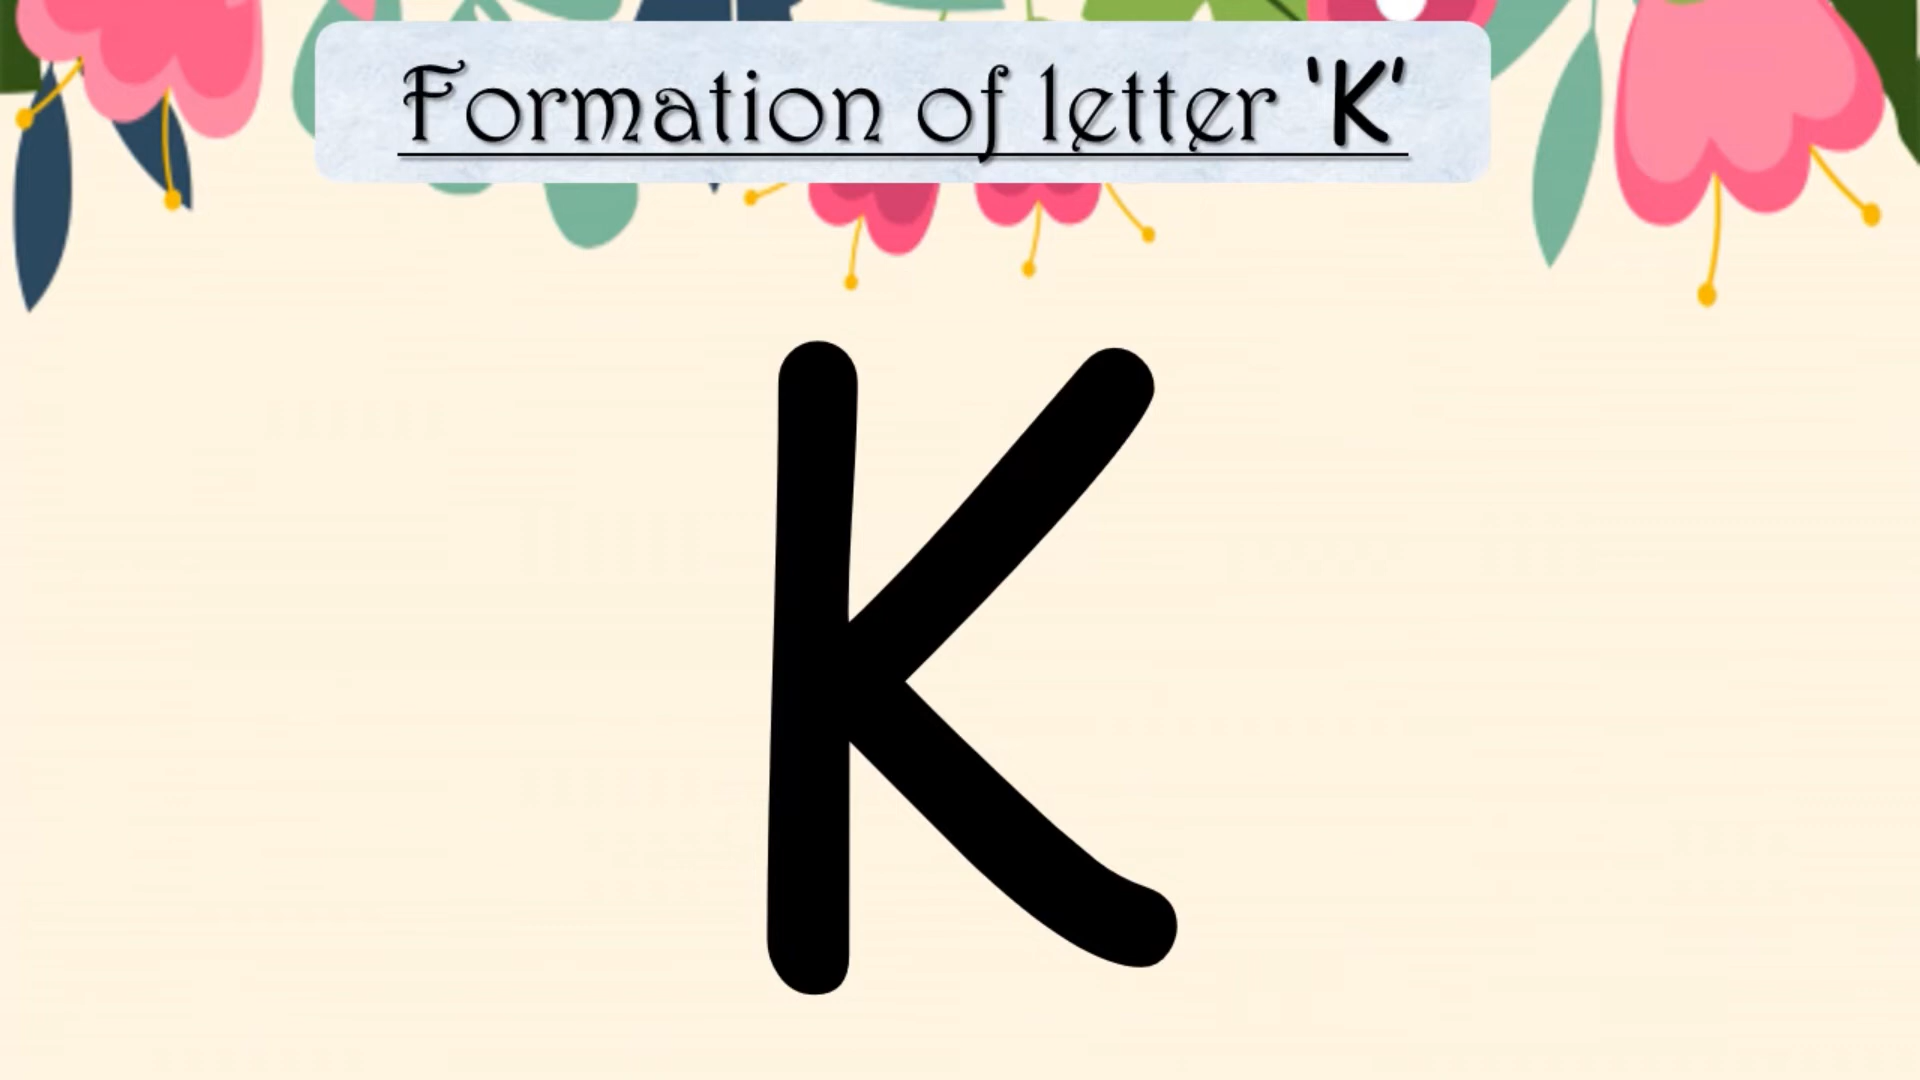 Formation of letter ‘K’
K